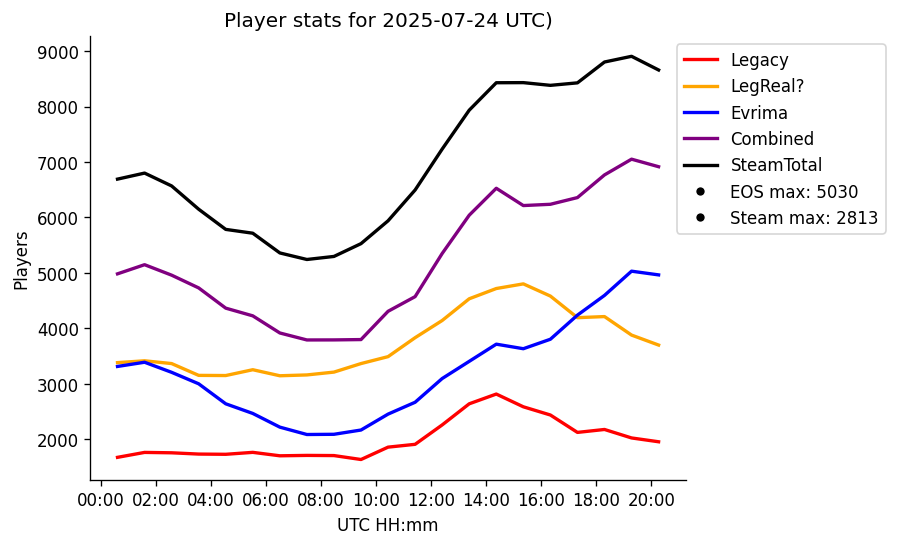 Player stats for 2025-07-24 UTC)
9000
8000
7000
6000
5000
4000
3000
2000
Players
00:00 02:00 04:00 06:00 08:00 10:00 12:00 14:00 16:00 18:00 20:00
UTC HH:mm
Legacy
LegReal?
Evrima
Combined
SteamTotal
EOS max: 5030
Steam max: 2813